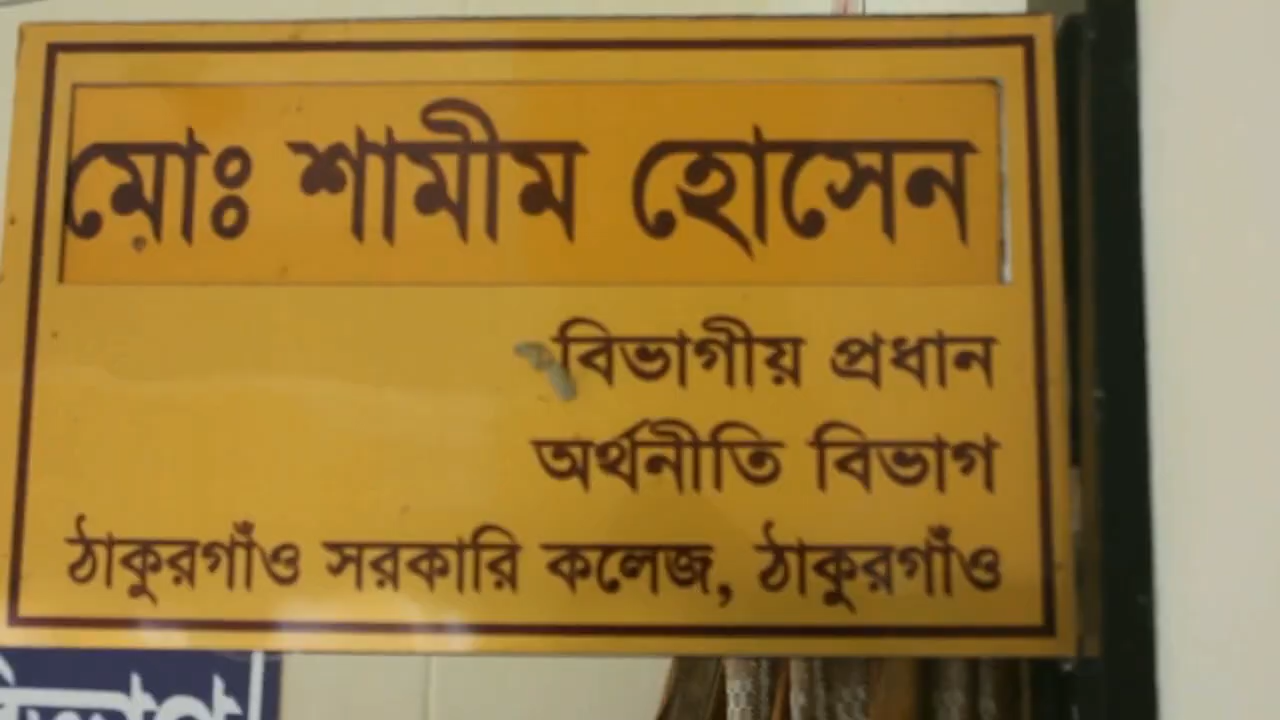 মোঃ শামীম হোসেন
বিভাগীয় প্রধান
অর্থনীতি বিভাগ
ঠাকুরগাঁও সরকারি কলেজ, ঠাকুরগাঁও